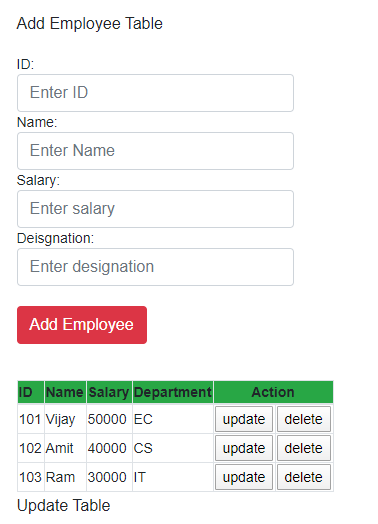 Add Employee Table
ID:
Enter ID
Name:
Enter Name
Salary:
Enter salary
Deisgnation:
Enter designation
Add Employee
ID Name Salary Department Action
101 Vijay 50000 EC update delete
102 Amit 40000 CS update delete
103 Ram 30000 IT update delete
Update Table